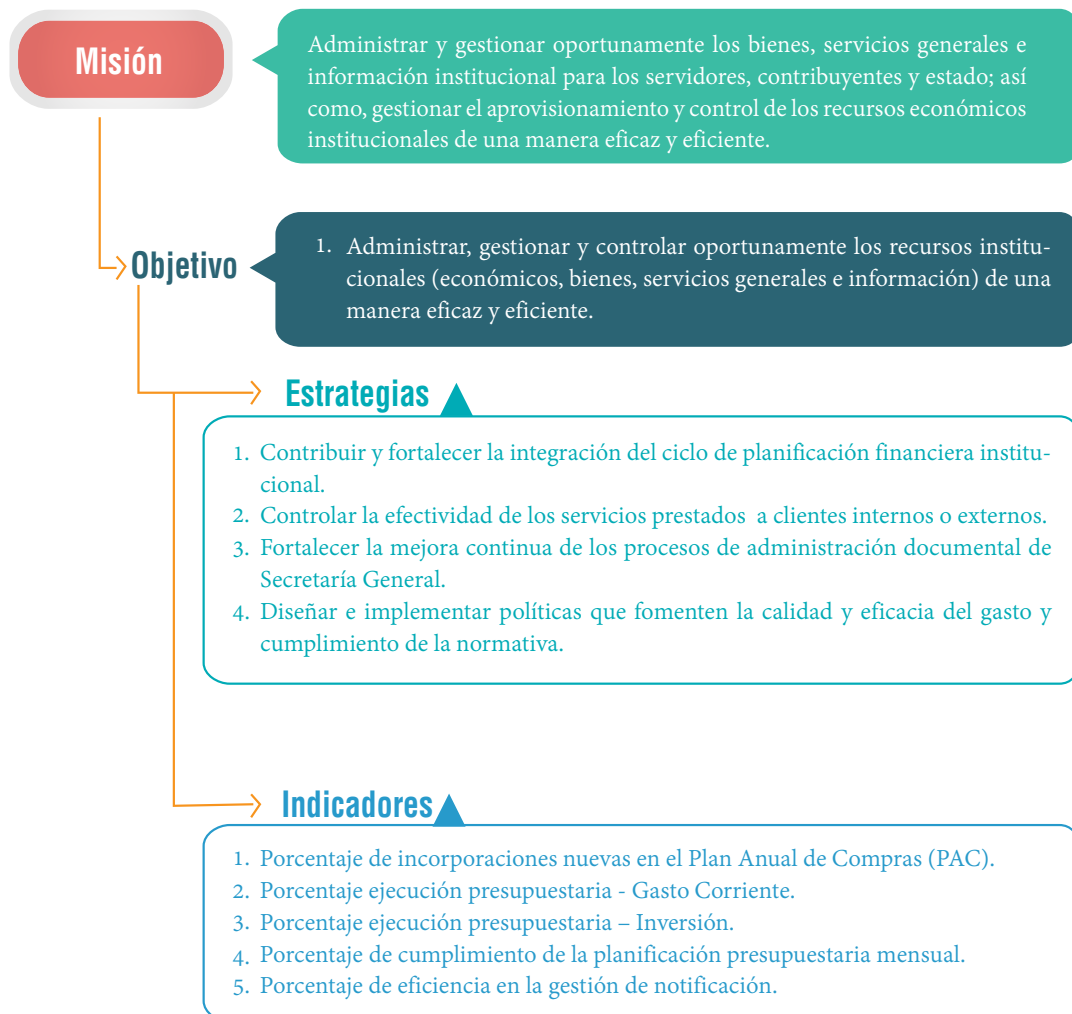 Misión
Administrar y gestionar oportunamente los bienes, servicios generales e
información institucional para los servidores, contribuyentes y estado; así
como, gestionar el aprovisionamiento y control de los recursos económicos
institucionales de una manera eficaz y eficiente.
Objetivo
1. Administrar, gestionar y controlar oportunamente los recursos institu-
cionales (económicos, bienes, servicios generales e información) de una
manera eficaz y eficiente.
Estrategias
1. Contribuir y fortalecer la integración del ciclo de planificación financiera institu-
cional.
2. Controlar la efectividad de los servicios prestados a clientes internos o externos.
3. Fortalecer la mejora continua de los procesos de administración documental de
Secretaría General.
4. Diseñar e implementar políticas que fomenten la calidad y eficacia del gasto y
cumplimiento de la normativa.
Indicadores
1. Porcentaje de incorporaciones nuevas en el Plan Anual de Compras (PAC).
2. Porcentaje ejecución presupuestaria - Gasto Corriente.
3. Porcentaje ejecución presupuestaria – Inversión.
4. Porcentaje de cumplimiento de la planificación presupuestaria mensual.
5. Porcentaje de eficiencia en la gestión de notificación.